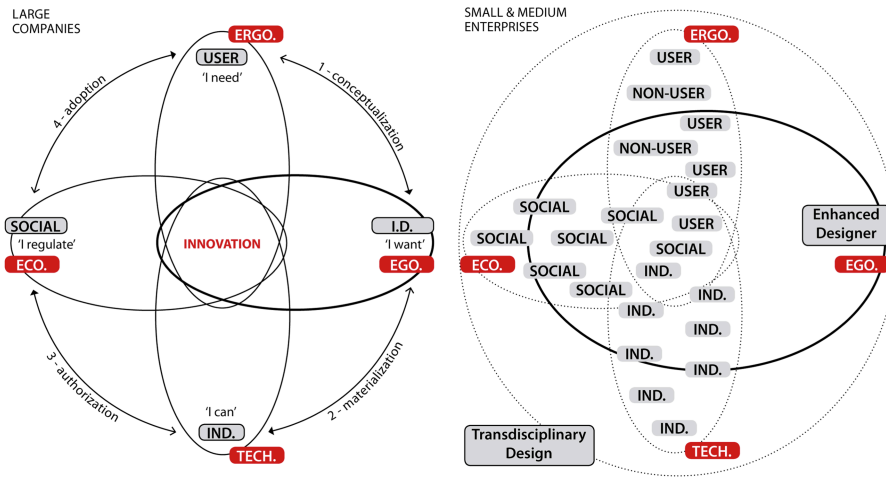 LARGE
COMPANIES
ERGO.
USER
'I need'
4 - adoption
1 - conceptualization
SOCIAL
'I regulate'
ECO.
INNOVATION
I.D.
'I want'
EGO.
3 - authorization
2 - materialization
'I can'
IND.
TECH.
SMALL & MEDIUM
ENTERPRISES
ERGO.
USER
NON-USER
USER
NON-USER
USER
USER
SOCIAL
SOCIAL
USER
Enhanced
Designer
SOCIAL
SOCIAL
SOCIAL
ECO.
SOCIAL
IND.
EGO.
SOCIAL
IND.
IND.
IND.
IND.
IND.
IND.
IND.
Transdisciplinary
Design
TECH.